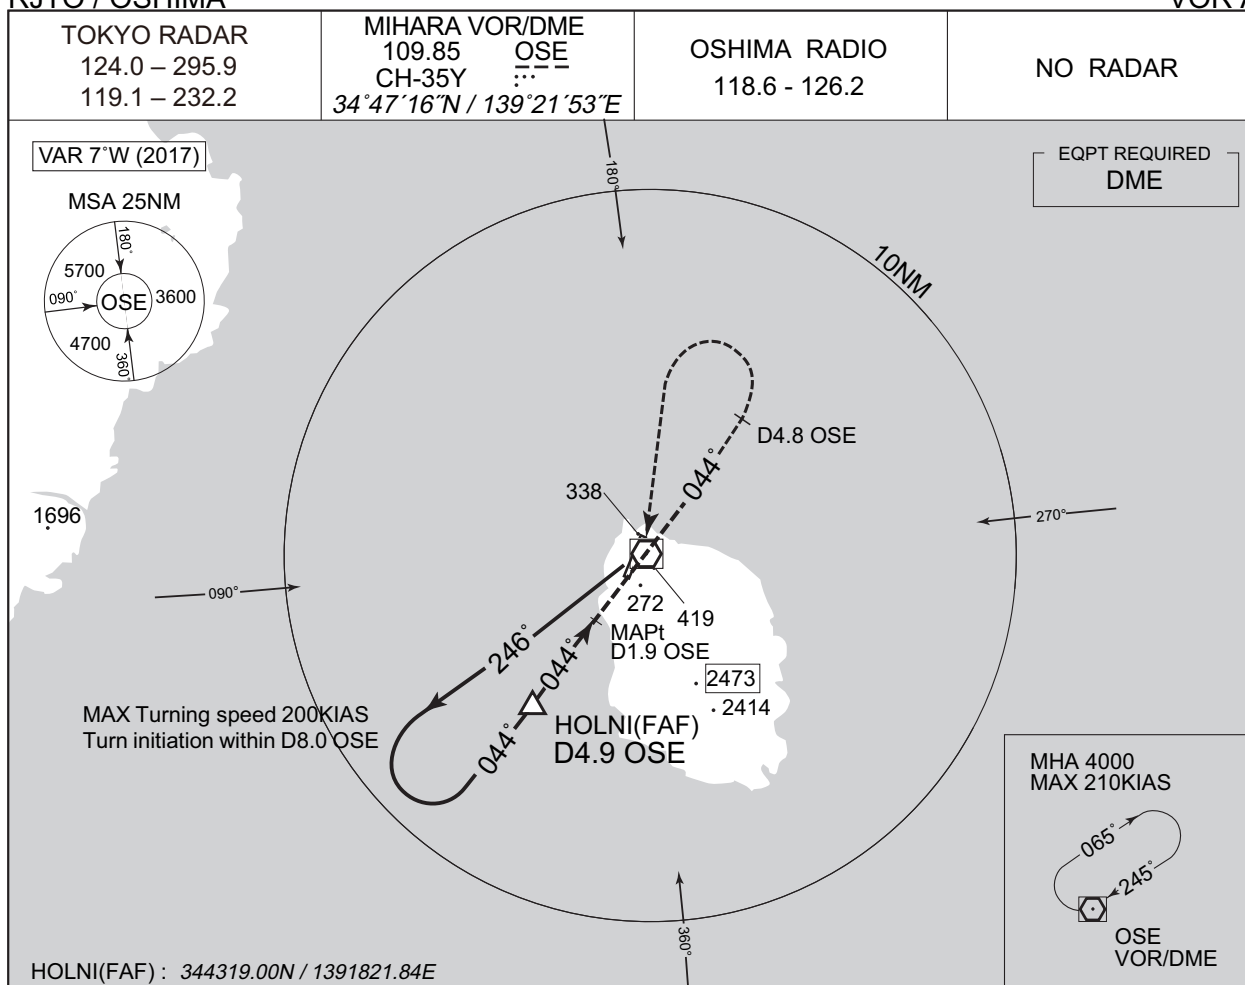 RJTO / OSHIMA
VOR A
TOKYO RADAR
124.0 – 295.9
119.1 – 232.2
MIHARA VOR/DME
109.85 OSE
CH-35Y
34˚47´16˝N / 139˚21´53˝E
OSHIMA RADIO
118.6 - 126.2
NO RADAR
VAR 7˚W (2017)
MSA 25NM
180˚
5700
090˚
OSE
3600
4700
360˚
EQPT REQUIRED
DME
180˚
10NM
D4.8 OSE
044˚
338
1696
270˚
090˚
272
419
MAPt
D1.9 OSE
246˚
044˚
2473
2414
MAX Turning speed 200KIAS
Turn initiation within D8.0 OSE
HOLNI(FAF)
D4.9 OSE
044˚
MHA 4000
MAX 210KIAS
065˚
245˚
OSE
VOR/DME
360˚
HOLNI(FAF) : 344319.00N / 1391821.84E